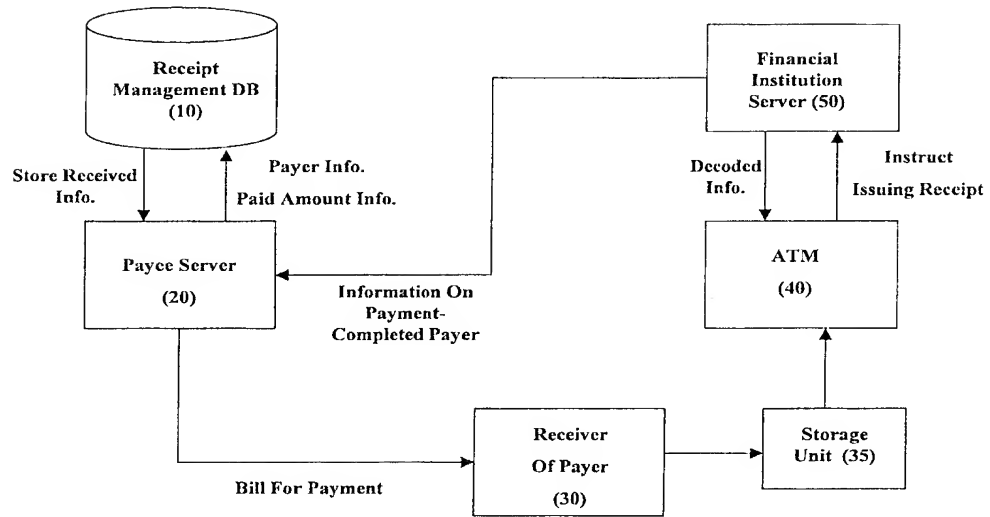 Receipt
Management DB
(10)
Financial
Institution
Server (50)
Store Received
Info.
Payer Info.
Paid Amount Info.
Decoded
Info.
Instruct
Issuing Receipt
Payee Server
(20)
Information On
Payment-
Completed Payer
ATM
(40)
Receiver
Of Payer
(30)
Storage
Unit (35)
Bill For Payment